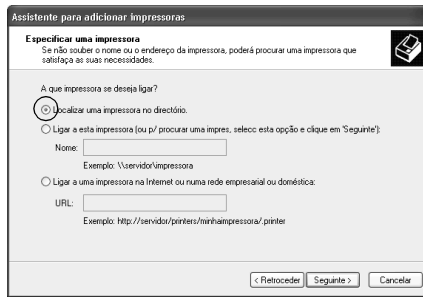 Assistente para adicionar impressoras
Especificar uma impressora
Se não souber o nome ou o endereço da impressora, poderá procurar uma impressora que
satisfaça as suas necessidades.
A que impressora se deseja ligar?
Localizar uma impressora no directório.
Ligar a esta impressora (ou p/ procurar uma impres, selecc esta opção e clique em 'Seguinte'):
Nome:
Exemplo: \\servidor\impressora
Ligar a uma impressora na Internet ou numa rede empresarial ou doméstica:
URL:
Exemplo: http://servidor/printers/minhaimpressora/.printer
< Retroceder Seguinte > Cancelar